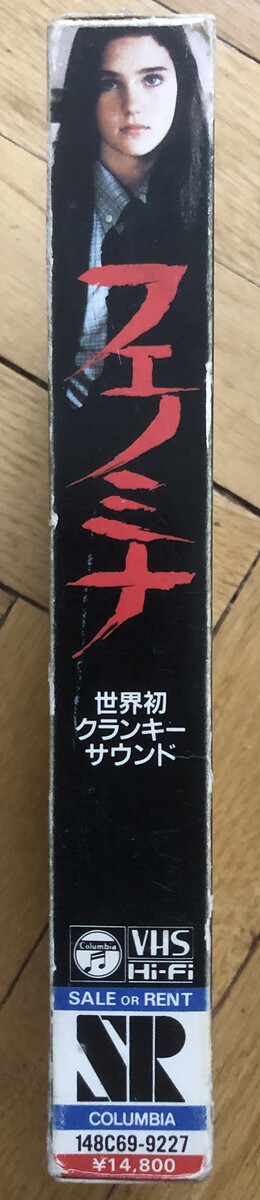 フェノミナ
世界初
クランキー
サウンド
Columbia
VHS
Hi-Fi
SALE OR RENT
SR
COLUMBIA
148C69-9227
¥14,800